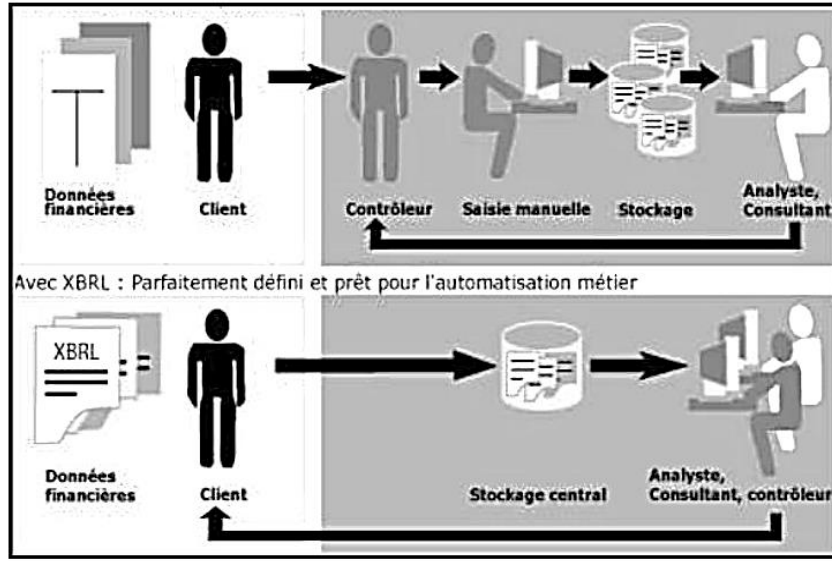 Données
financières
Client
Contrôleur
Saisie manuelle
Stockage
Analyste,
Consultant
Avec XBRL : Parfaitement défini et prêt pour l'automatisation métier
XBRL
Données
financières
Client
Stockage central
Analyste,
Consultant, contrôleur